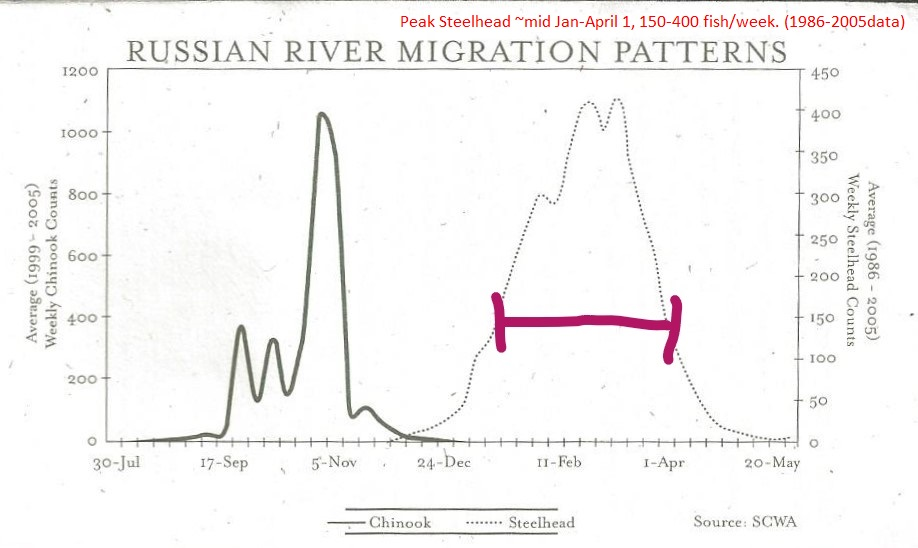 Peak Steelhead ~mid Jan-April 1, 150-400 fish/week. (1986-2005data)
RUSSIAN RIVER MIGRATION PATTERNS
1200
1000
800
600
400
200
0
Average (1999 - 2005)
Weekly Chinook Counts
450
400
350
300
250
200
150
100
50
0
Average (1986 - 2005)
Weekly Steelhead Counts
30-Jul 17-Sep 5-Nov 24-Dec 11-Feb 1-Apr 20-May
Chinook Steelhead
Source: SCWA